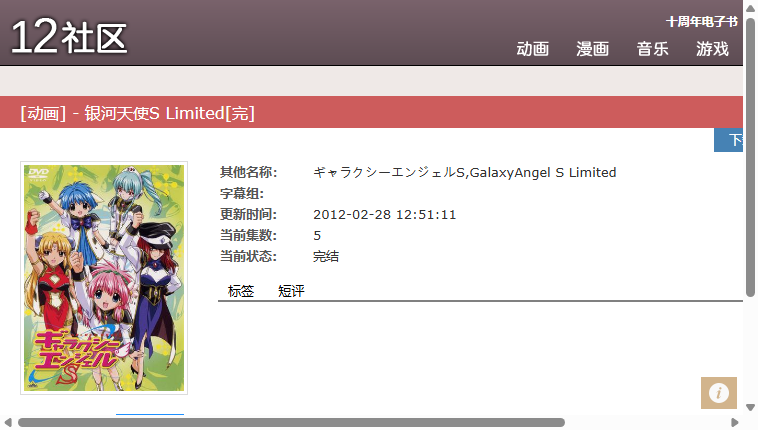 12社区
十周年电子书
动画 漫画 音乐 游戏
[动画] - 银河天使S Limited[完]
下
其他名称: ギャラクシーエンジェルS,GalaxyAngel S Limited
字幕组:
更新时间: 2012-02-28 12:51:11
当前集数: 5
当前状态: 完结
标签 短评
DVD
ギャラクシー
エンジェル
S
i